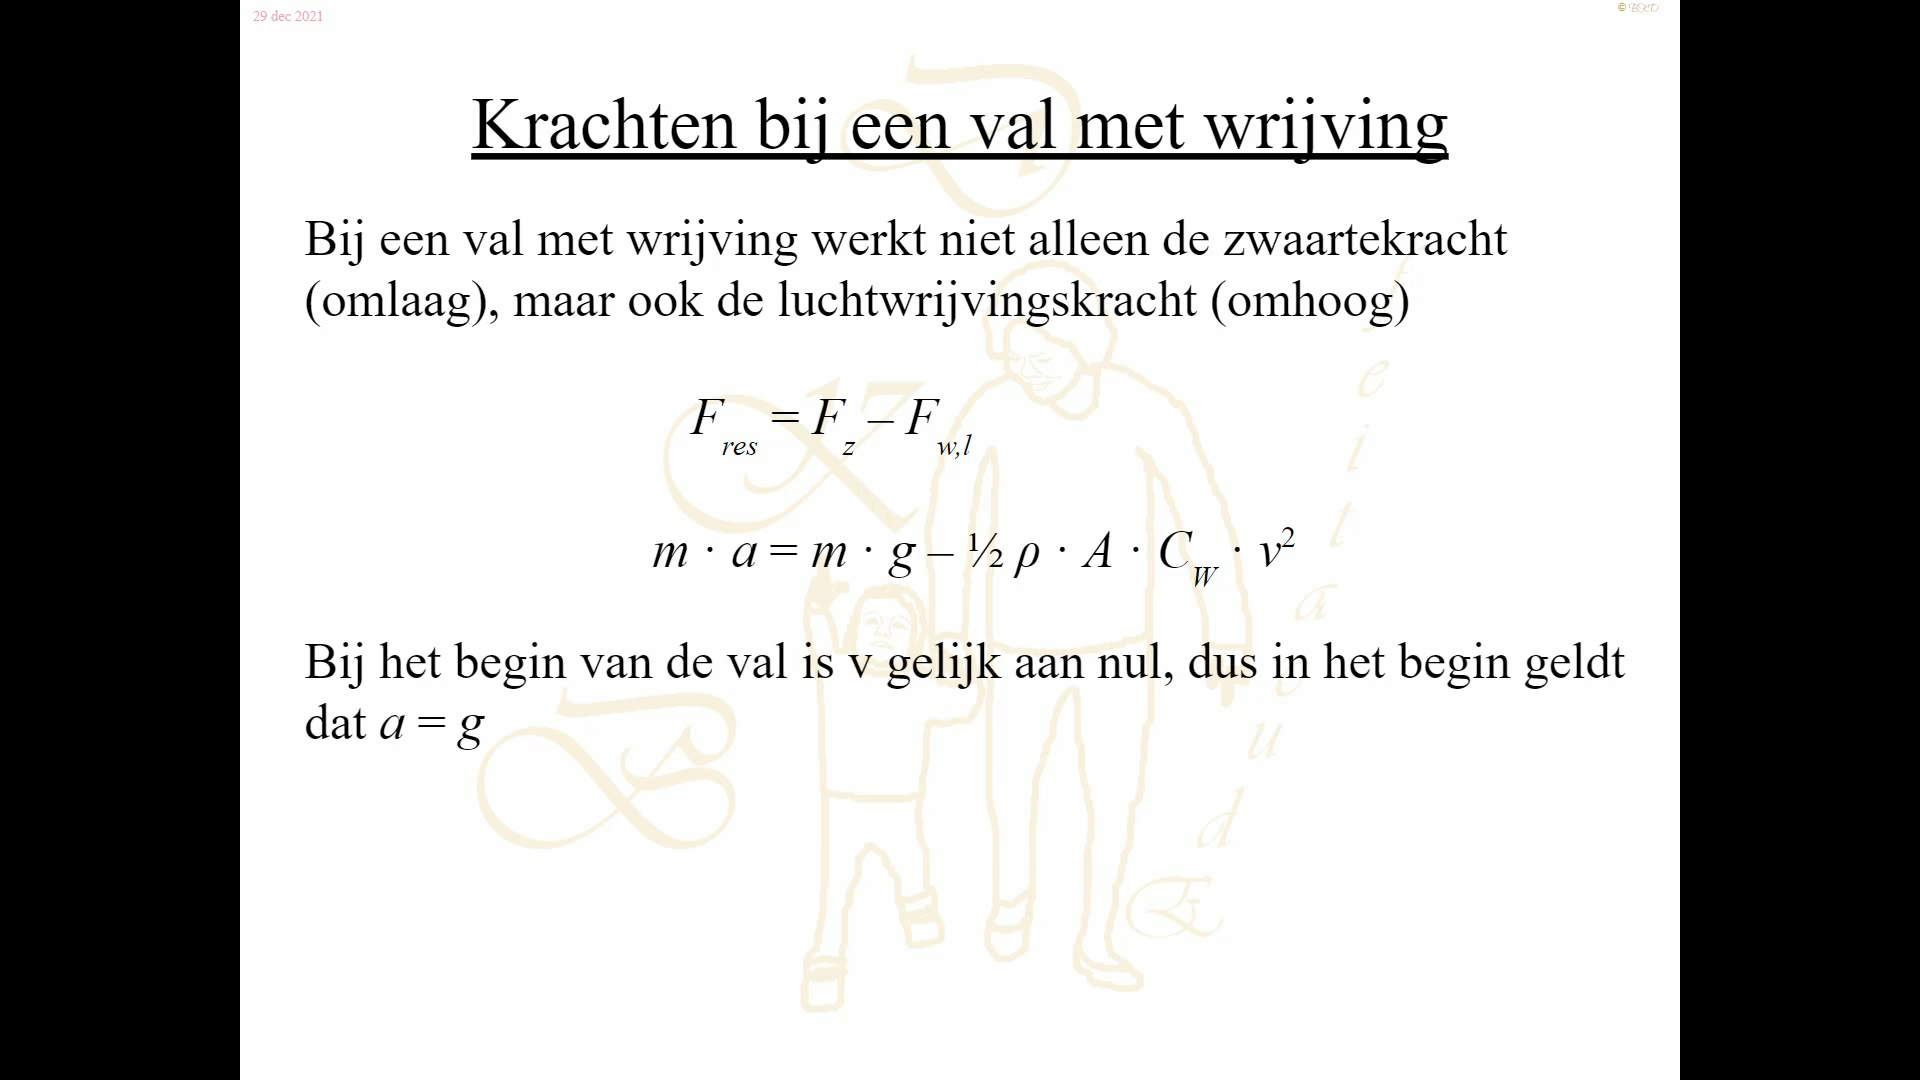 29 dec 2021
© BKD
Krachten bij een val met wrijving
Bij een val met wrijving werkt niet alleen de zwaartekracht
(omlaag), maar ook de luchtwrijvingskracht (omhoog)
F_res = F_z – F_w,l
m · a = m · g – ½ ρ · A · C_W · v²
Bij het begin van de val is v gelijk aan nul, dus in het begin geldt
dat a = g